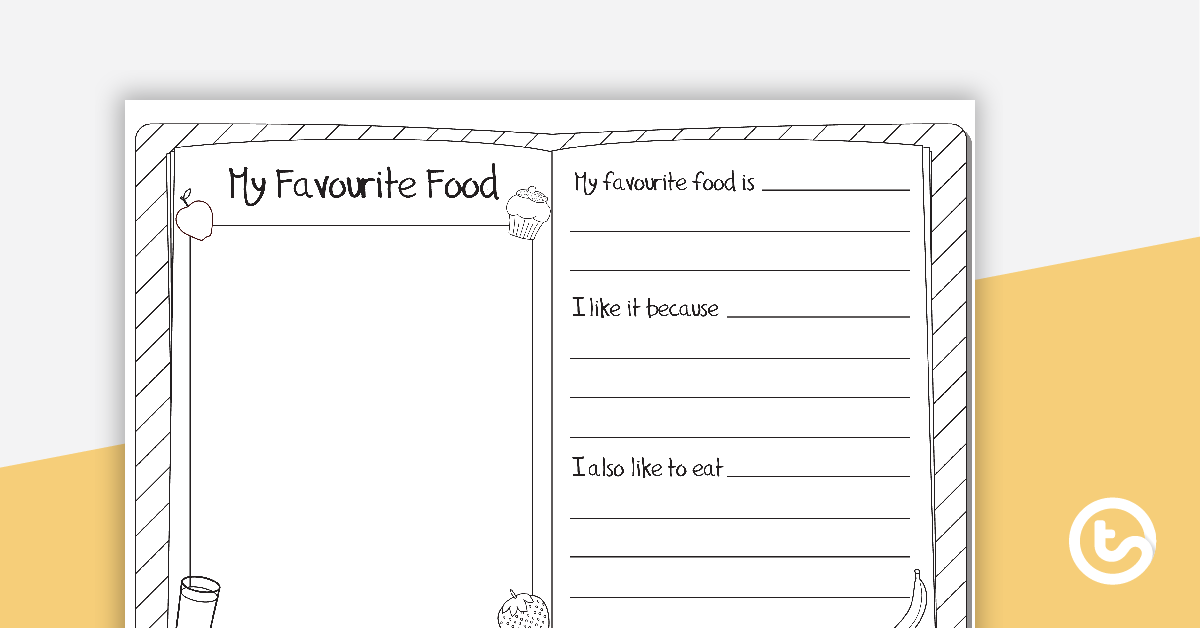 My Favourite Food
My favourite food is
I like it because
I also like to eat